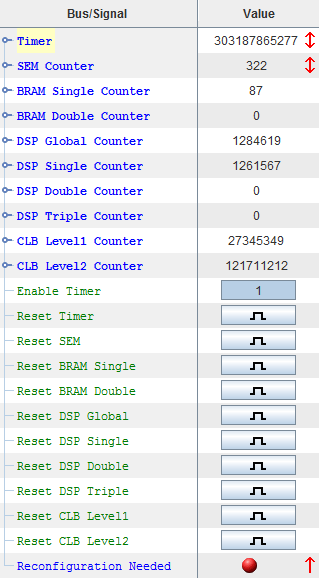 Bus/Signal Value
Timer 303187865277
SEM Counter 322
BRAM Single Counter 87
BRAM Double Counter 0
DSP Global Counter 1284619
DSP Single Counter 1261567
DSP Double Counter 0
DSP Triple Counter 0
CLB Level1 Counter 27345349
CLB Level2 Counter 121711212
Enable Timer 1
Reset Timer
Reset SEM
Reset BRAM Single
Reset BRAM Double
Reset DSP Global
Reset DSP Single
Reset DSP Double
Reset DSP Triple
Reset CLB Level1
Reset CLB Level2
Reconfiguration Needed